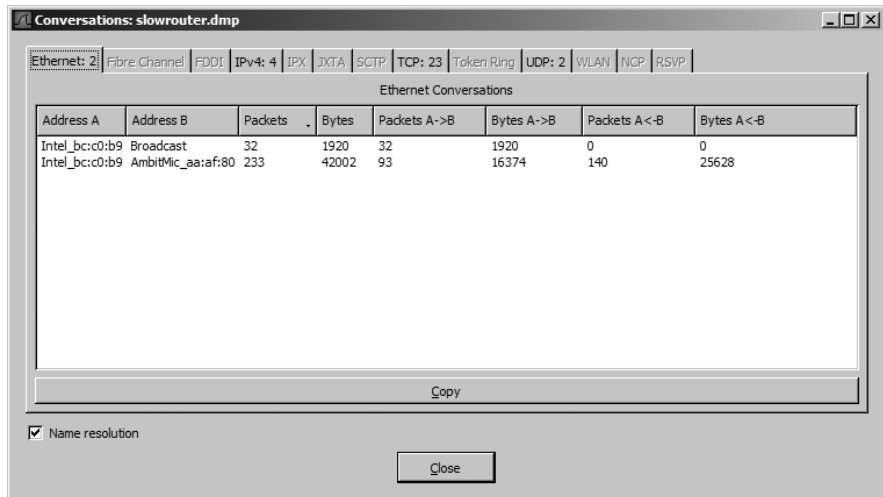 Conversations: slowrouter.dmp
Ethernet: 2 Fibre Channel FDDI IPv4: 4 IPX JXTA SCTP TCP: 23 Token Ring UDP: 2 WLAN NCP RSVP
Ethernet Conversations
Address A Address B Packets Bytes Packets A->B Bytes A->B Packets A<-B Bytes A<-B
Intel_bc:c0:b9 Broadcast 32 1920 32 1920 0 0
Intel_bc:c0:b9 AmbitMic_aa:af:80 233 42002 93 16374 140 25628
Copy
Name resolution
Close